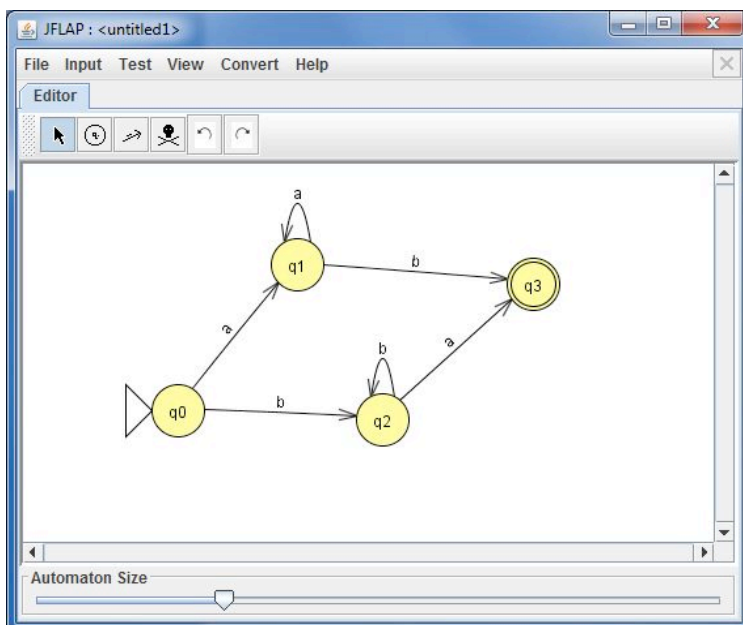 JFLAP : <untitled1>
File Input Test View Convert Help
Editor
a
q1
b
q3
a
a
b
q0
b
q2
Automaton Size